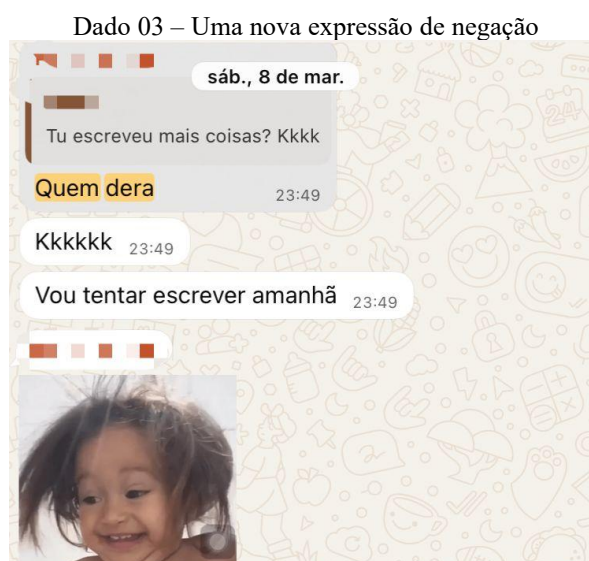 Dado 03 – Uma nova expressão de negação
sáb., 8 de mar.
Tu escreveu mais coisas? Kkkk
Quem dera
23:49
Kkkkkk 23:49
Vou tentar escrever amanhã 23:49